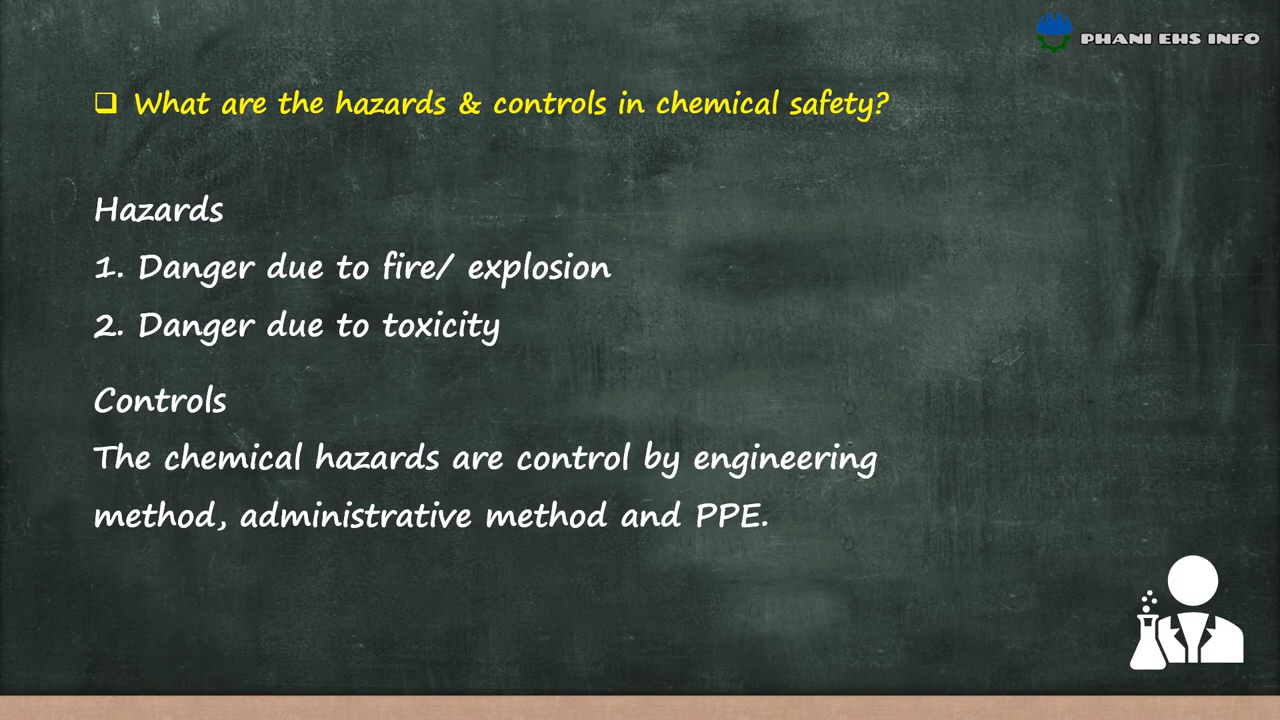 PHANI EHS INFO
❑ What are the hazards & controls in chemical safety?
Hazards
1. Danger due to fire/ explosion
2. Danger due to toxicity
Controls
The chemical hazards are control by engineering
method, administrative method and PPE.